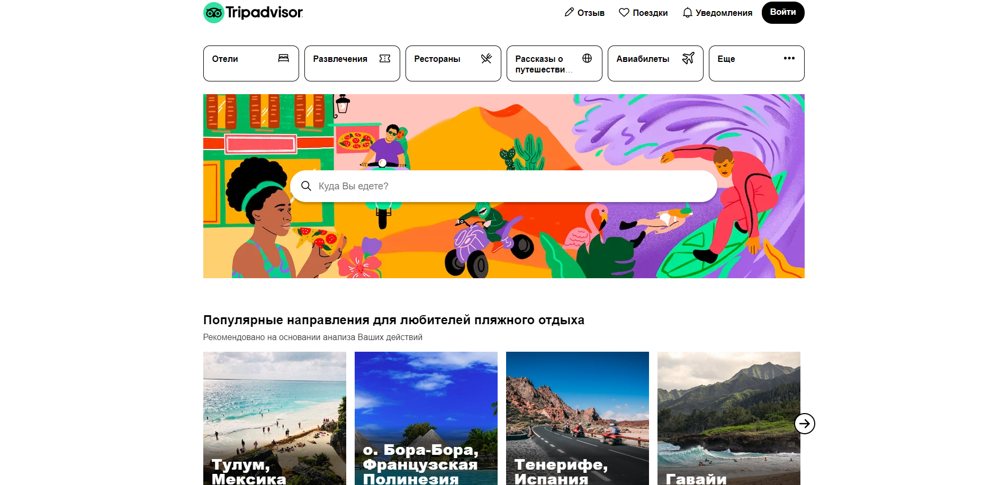 Tripadvisor
Отзыв
Поездки
Уведомления
Войти
Отели
Развлечения
Рестораны
Рассказы о
путешестви...
Авиабилеты
Еще
Куда Вы едете?
Популярные направления для любителей пляжного отдыха
Рекомендовано на основании анализа Ваших действий
Тулум,
Мексика
о. Бора-Бора,
Французская
Полинезия
Тенерифе,
Испания
Гавайи